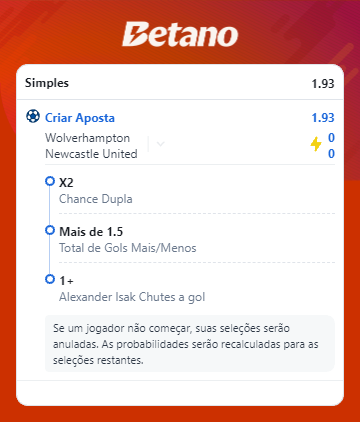 Betano
Simples 1.93
Criar Aposta 1.93
Wolverhampton 0
Newcastle United 0
X2
Chance Dupla
Mais de 1.5
Total de Gols Mais/Menos
1+
Alexander Isak Chutes a gol
Se um jogador não começar, suas seleções serão
anuladas. As probabilidades serão recalculadas para as
seleções restantes.